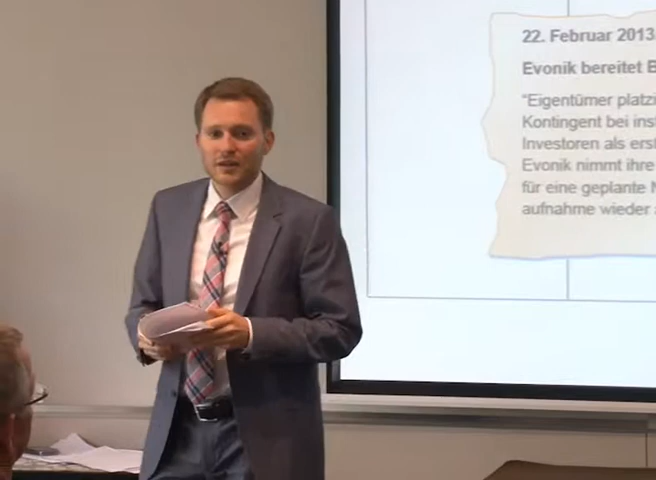 22. Februar 2013
Evonik bereitet B
"Eigentümer platzi
Kontingent bei inst
Investoren als erst
Evonik nimmt ihre
für eine geplante
aufnahme wieder